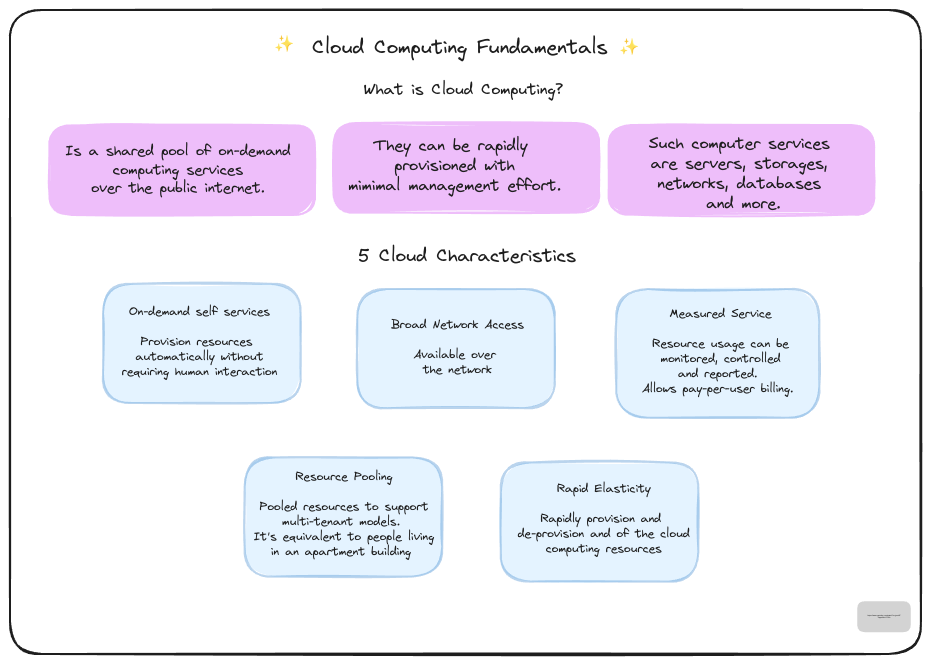 ✨ Cloud Computing Fundamentals ✨
What is Cloud Computing?
Is a shared pool of on-demand
computing services
over the public internet.
They can be rapidly
provisioned with
mimimal management effort.
Such computer services
are servers, storages,
networks, databases
and more.
5 Cloud Characteristics
On-demand self services
Provision resources
automatically without
requiring human interaction
Broad Network Access
Available over
the network
Measured Service
Resource usage can be
monitored, controlled
and reported.
Allows pay-per-user billing.
Resource Pooling
Pooled resources to support
multi-tenant models.
It's equivalent to people living
in an apartment building
Rapid Elasticity
Rapidly provision and
de-provision and of the cloud
computing resources